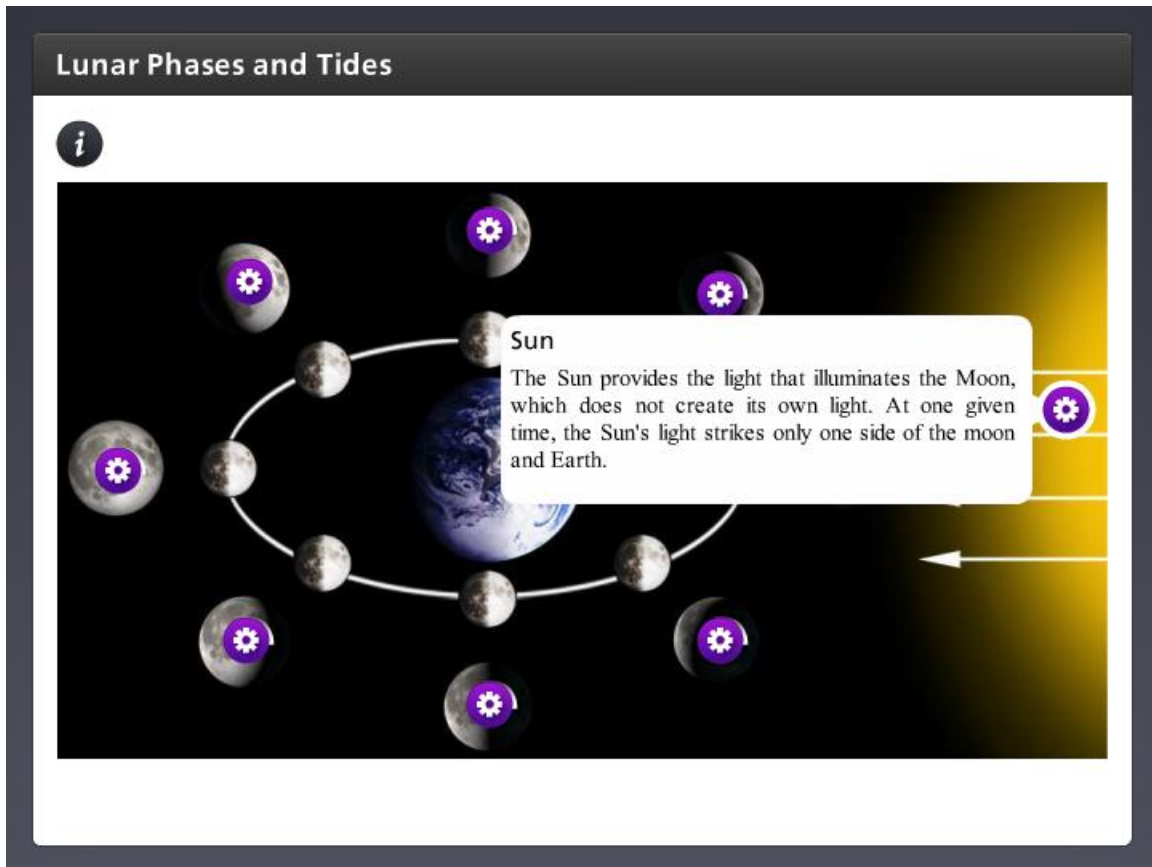 Lunar Phases and Tides
i
Sun
The Sun provides the light that illuminates the Moon,
which does not create its own light. At one given
time, the Sun's light strikes only one side of the moon
and Earth.